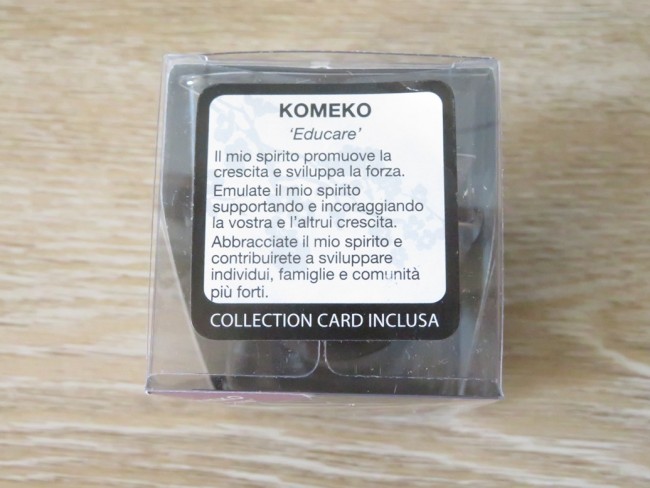 KOMEKO
‘Educare’
Il mio spirito promuove la
crescita e sviluppa la forza.
Emulate il mio spirito
supportando e incoraggiando
la vostra e l'altrui crescita.
Abbracciate il mio spirito e
contribuirete a sviluppare
individui, famiglie e comunità
più forti.
COLLECTION CARD INCLUSA